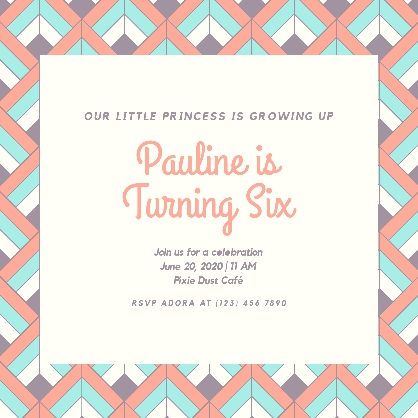 OUR LITTLE PRINCESS IS GROWING UP
Pauline is
Turning Six
Join us for a celebration
June 20, 2020 | 11 AM
Pixie Dust Café
RSVP ADORA AT (123) 456 7890